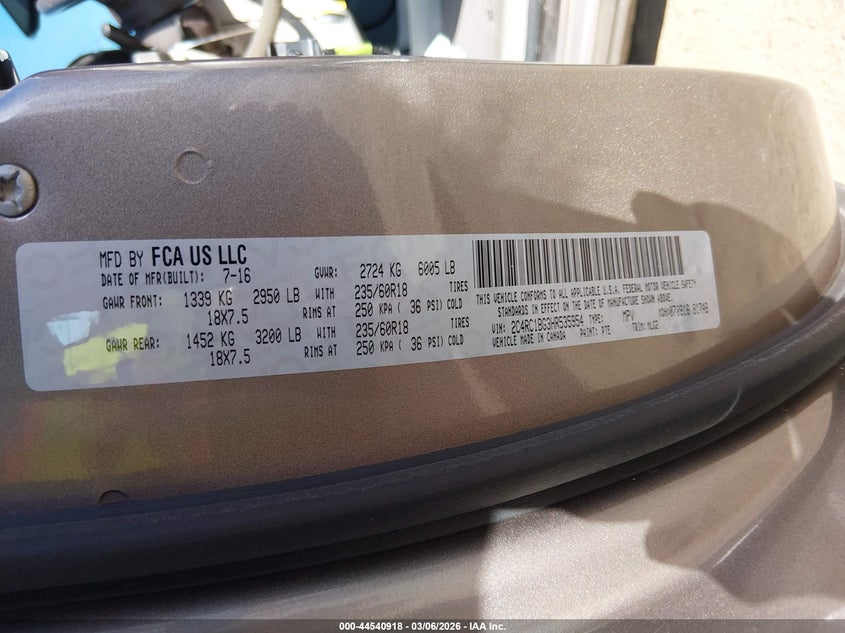 MFD BY FCA US LLC
DATE OF MFR(BUILT): 7-16 GVWR: 2724 KG 6005 LB
GAWR FRONT: 1339 KG 2950 LB WITH 235/60R18 TIRES
18X7.5 RIMS AT 250 KPA ( 36 PSI) COLD
GAWR REAR: 1452 KG 3200 LB WITH 235/60R18 TIRES
18X7.5 RIMS AT 250 KPA ( 36 PSI) COLD
THIS VEHICLE CONFORMS TO ALL APPLICABLE U.S.A. FEDERAL MOTOR VEHICLE SAFETY
STANDARDS IN EFFECT ON THE DATE OF MANUFACTURE SHOWN ABOVE.
VIN: 2C4RC1BG3HR535954 TYPE: MPV
VEHICLE MADE IN CANADA PAINT: PTE TRIM: HLS2
000-44540918 - 03/06/2026 - IAA Inc.